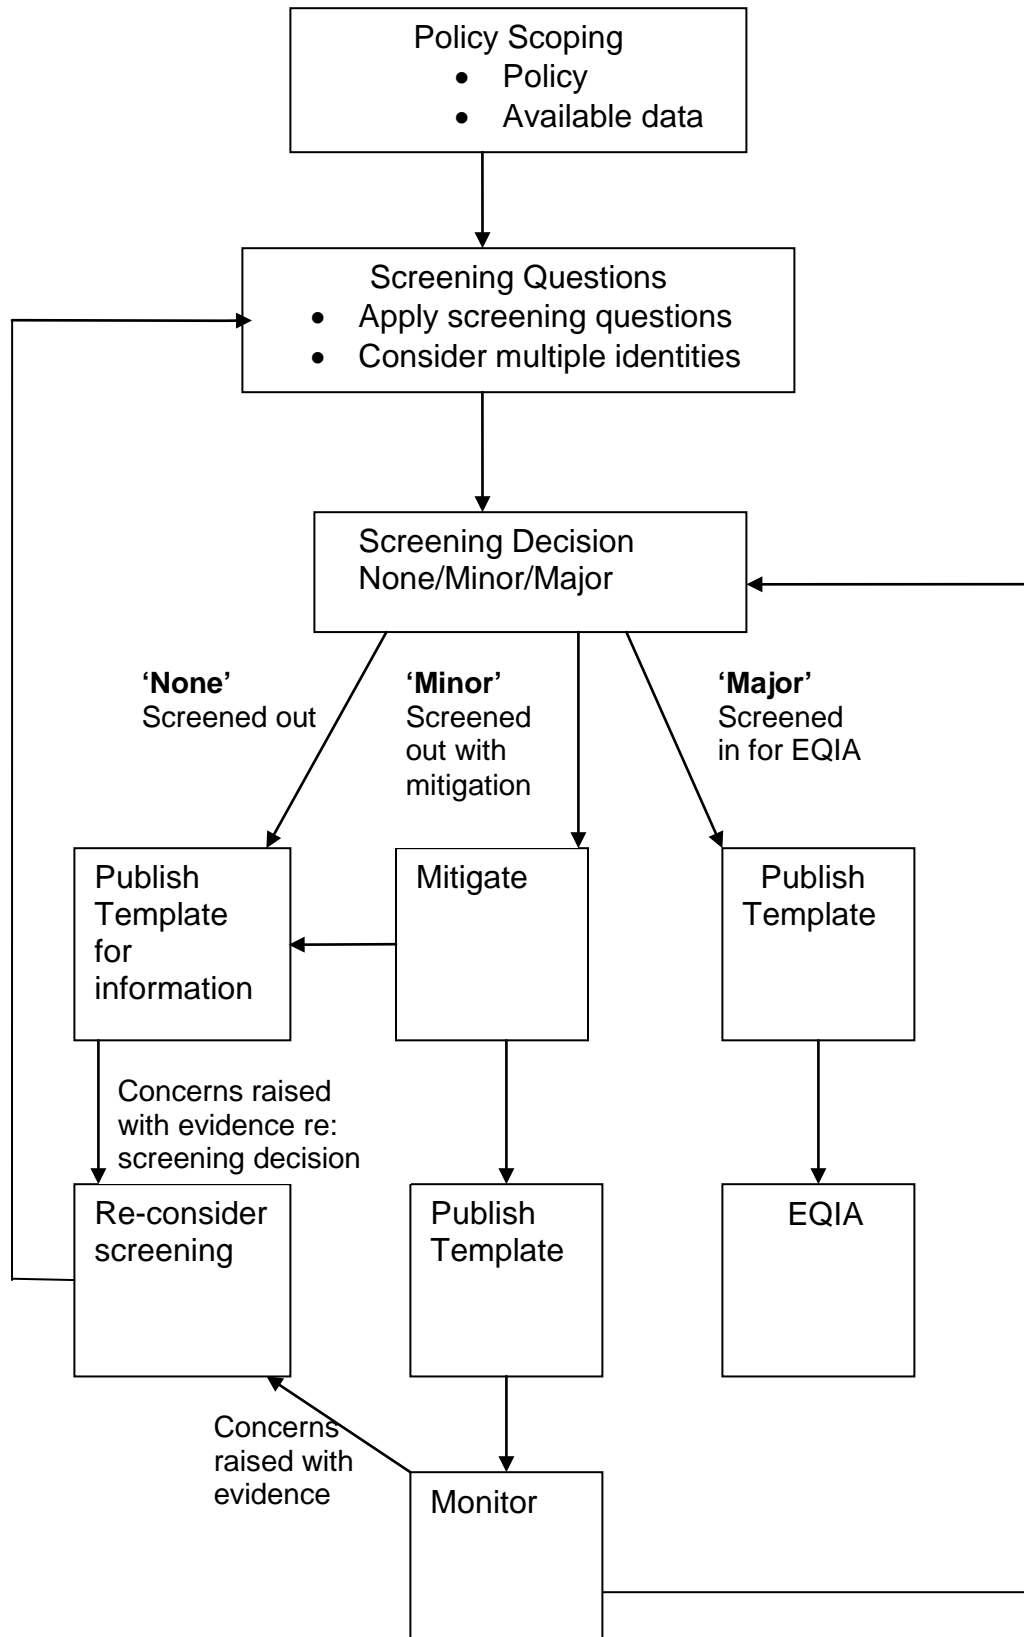 Policy Scoping
• Policy
• Available data
Screening Questions
• Apply screening questions
• Consider multiple identities
Screening Decision
None/Minor/Major
‘None’
Screened out
‘Minor’
Screened
out with
mitigation
‘Major’
Screened
in for EQIA
Publish
Template
for
information
Mitigate
Publish
Template
Concerns raised
with evidence re:
screening decision
Re-consider
screening
Publish
Template
EQIA
Concerns
raised with
evidence
Monitor